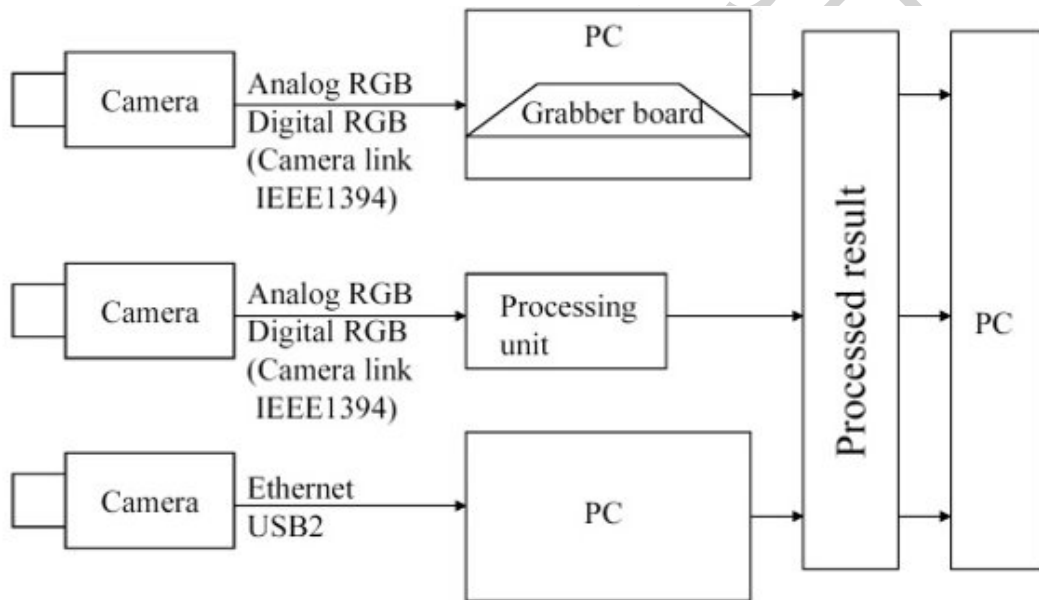 PC
Camera
Analog RGB
Digital RGB
(Camera link
IEEE1394)
Grabber board
Camera
Analog RGB
Digital RGB
(Camera link
IEEE1394)
Processing
unit
Camera
Ethernet
USB2
PC
Processed result
PC